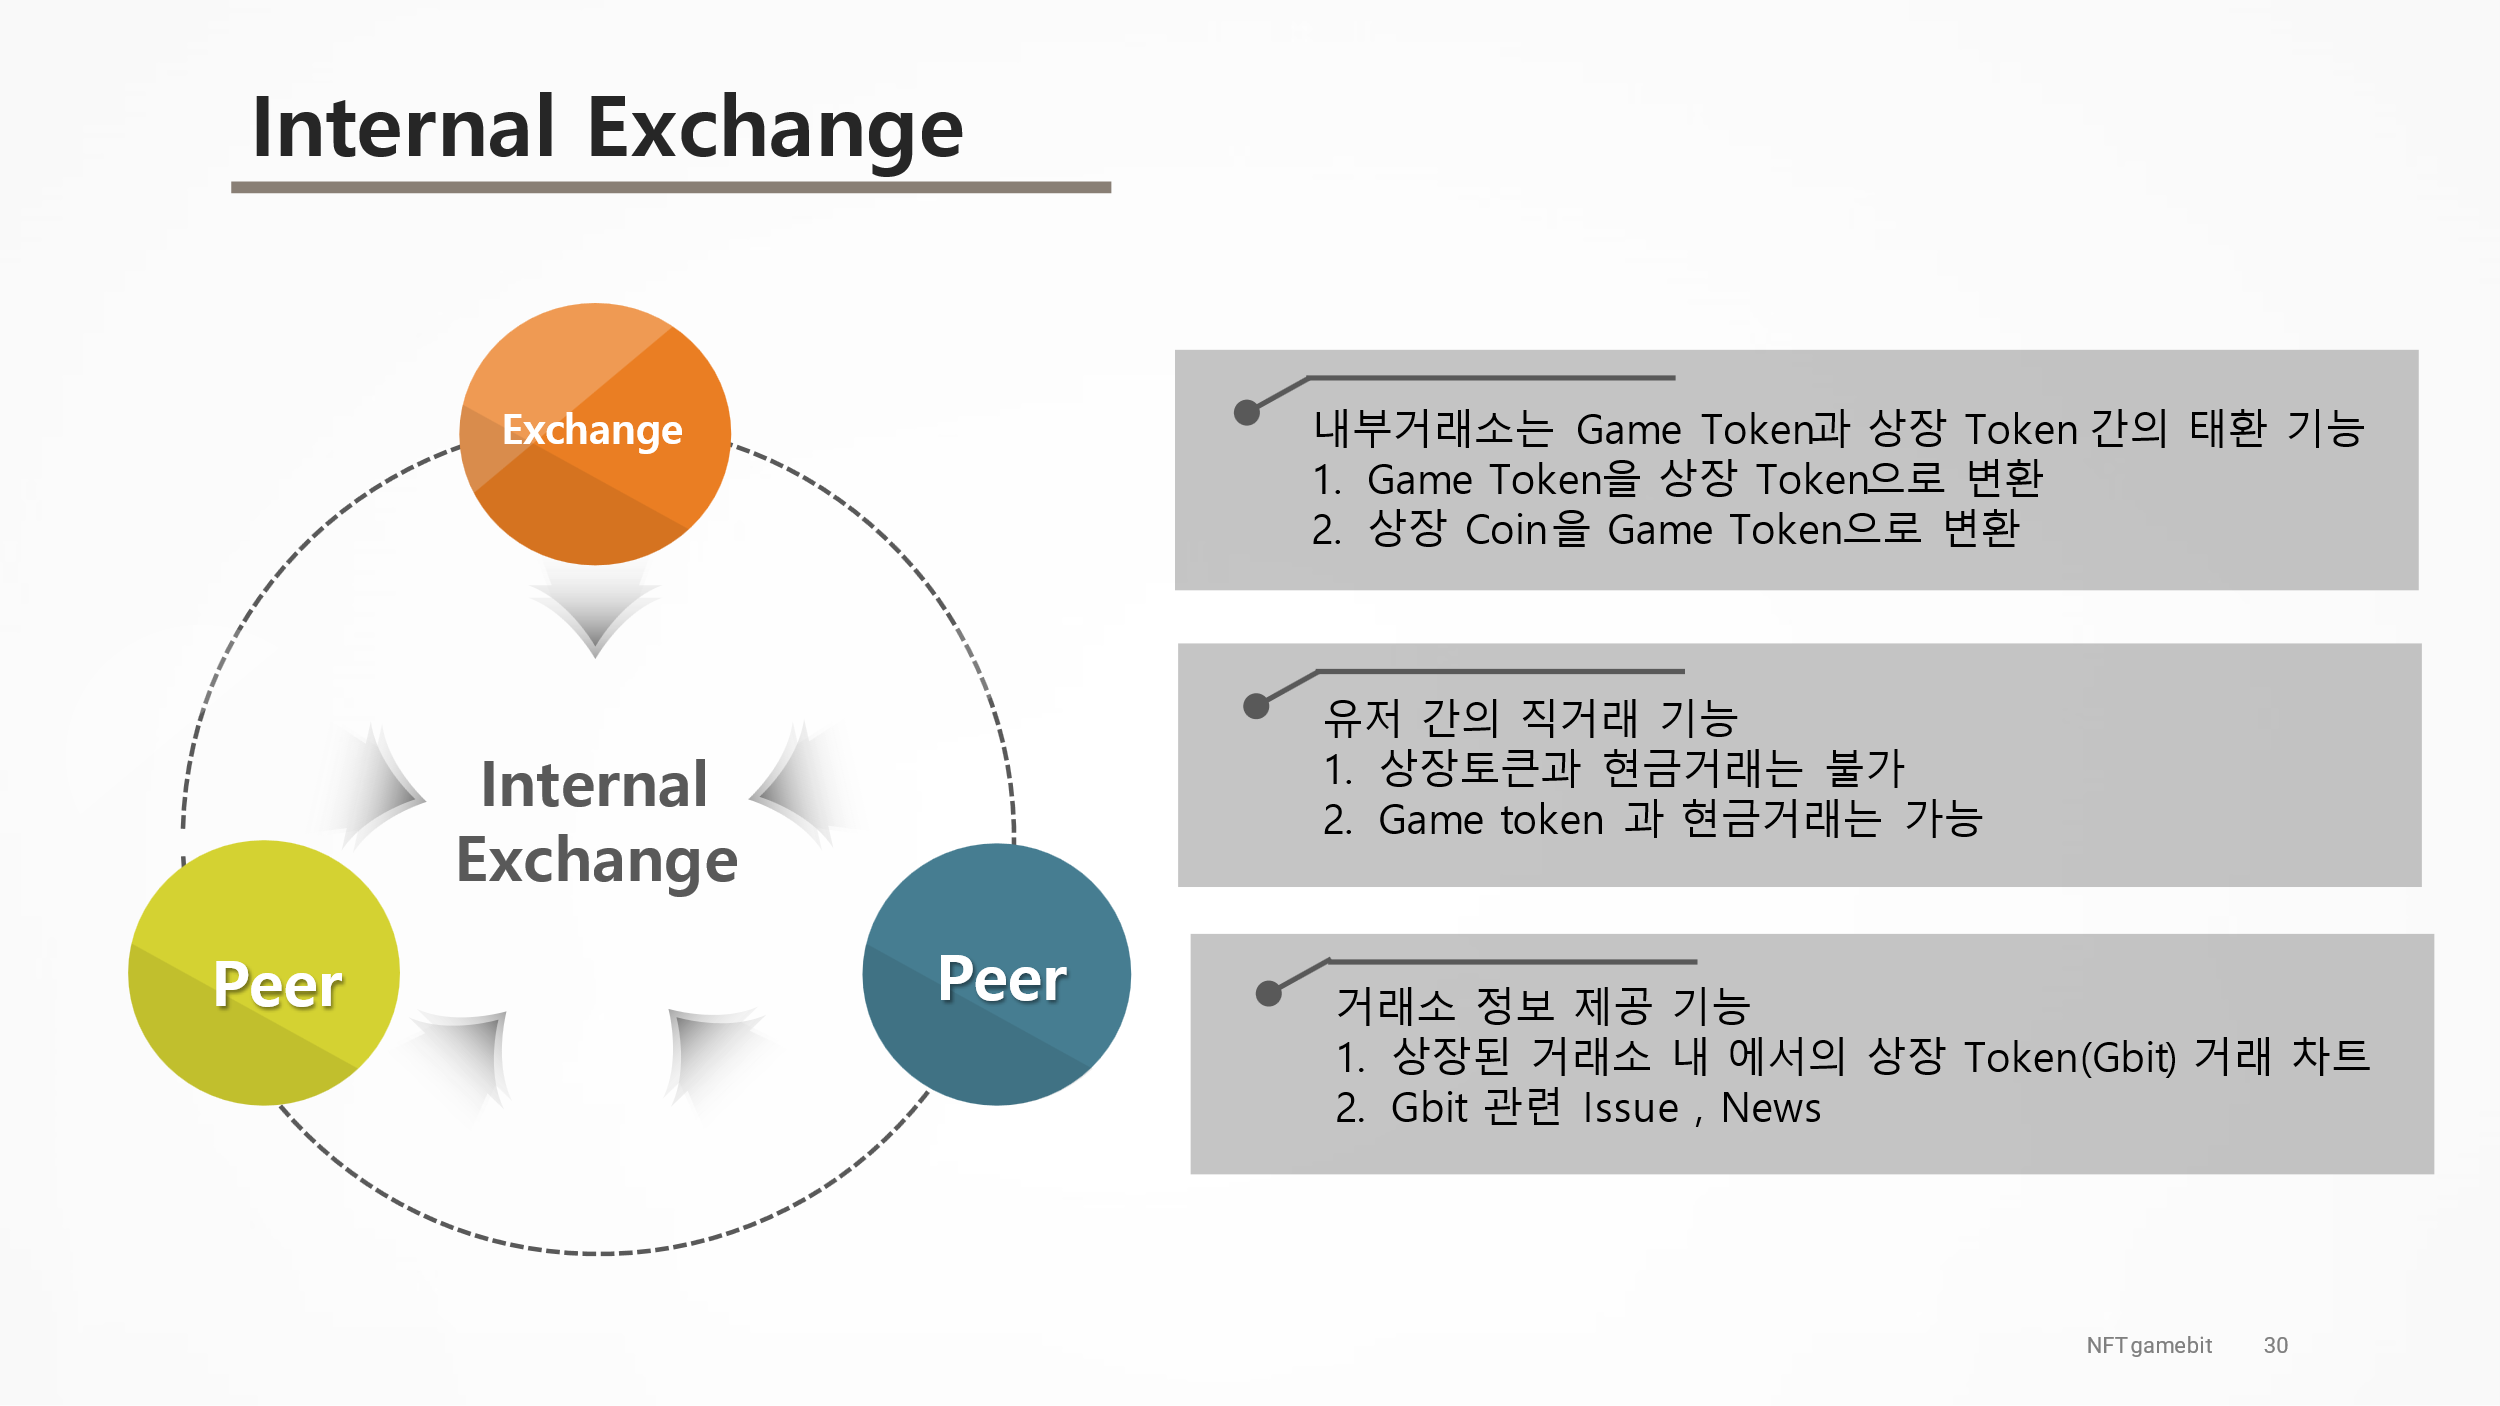 Internal Exchange
Exchange
Internal
Exchange
Peer
Peer
내부거래소는 Game Token과 상장 Token 간의 태환 기능
1. Game Token을 상장 Token으로 변환
2. 상장 Coin을 Game Token으로 변환
유저 간의 직거래 기능
1. 상장토큰과 현금거래는 불가
2. Game token 과 현금거래는 가능
거래소 정보 제공 기능
1. 상장된 거래소 내 에서의 상장 Token(Gbit) 거래 챠트
2. Gbit 관련 Issue , News
NFTgamebit 30